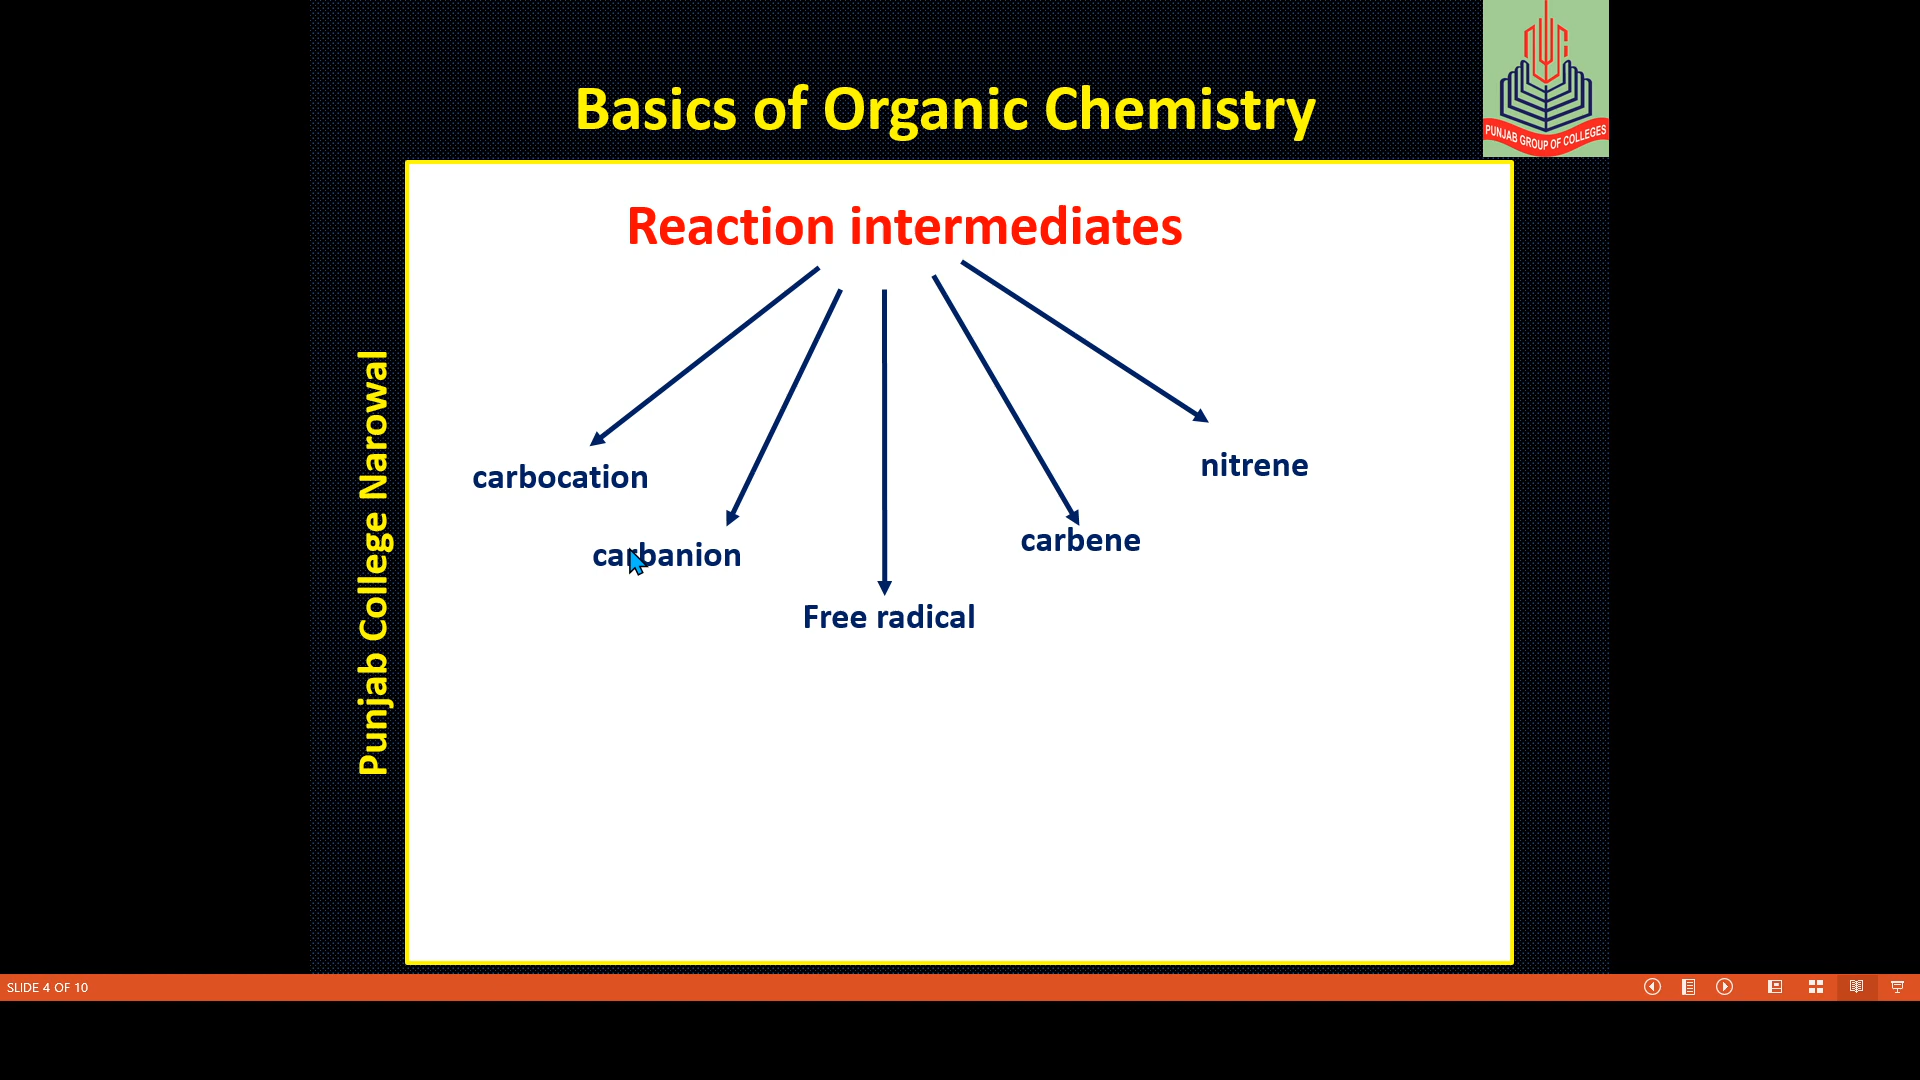 Basics of Organic Chemistry
PUNJAB GROUP OF COLLEGES
Reaction intermediates
carbocation
nitrene
carbanion
carbene
Free radical
Punjab College Narowal
SLIDE 4 OF 10